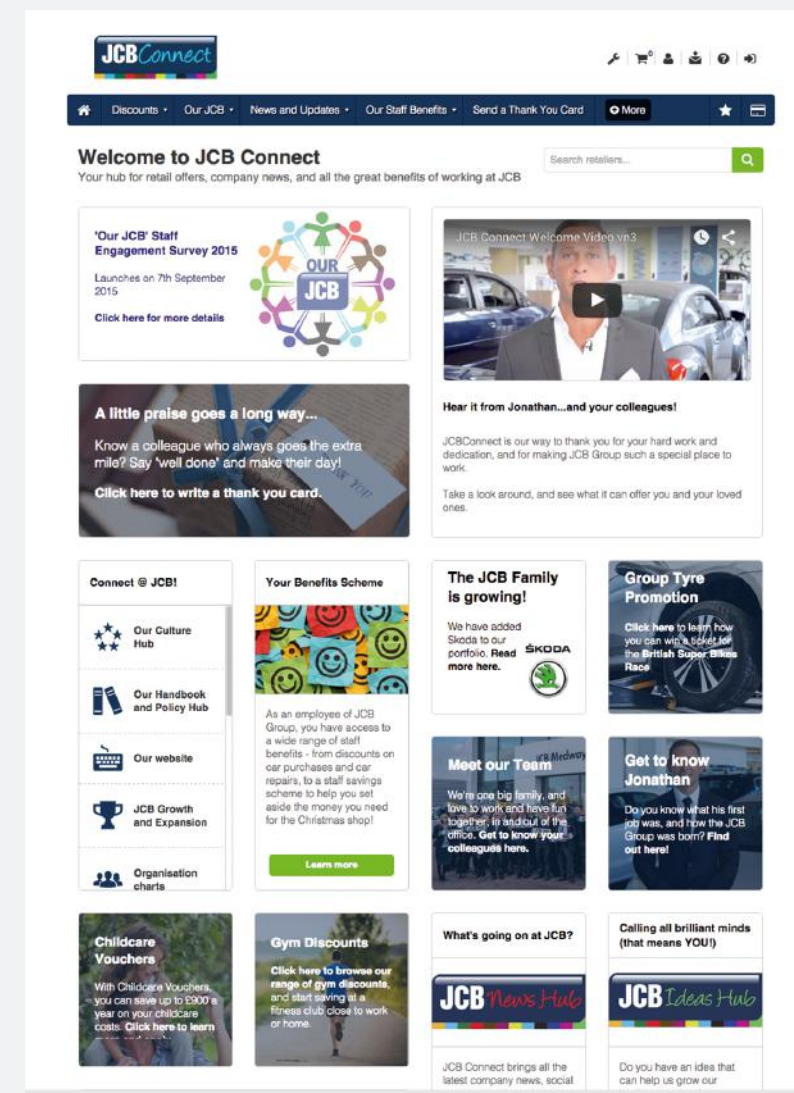 JCB Connect
0
Discounts
Our JCB
News and Updates
Our Staff Benefits
Send a Thank You Card
More
Welcome to JCB Connect
Your hub for retail offers, company news, and all the great benefits of working at JCB
Search retailers...
'Our JCB' Staff
Engagement Survey 2015
Launches on 7th September
2015
Click here for more details
OUR
JCB
JCB Connect Welcome Video vn3
Hear it from Jonathan...and your colleagues!
JCBConnect is our way to thank you for your hard work and
dedication, and for making JCB Group such a special place to
work.
Take a look around, and see what it can offer you and your loved
ones.
A little praise goes a long way...
Know a colleague who always goes the extra
mile? Say 'well done' and make their day!
Click here to write a thank you card.
Connect @ JCB!
Our Culture
Hub
Our Handbook
and Policy Hub
Our website
JCB Growth
and Expansion
Organisation
charts
Your Benefits Scheme
As an employee of JCB
Group, you have access to
a wide range of staff
benefits - from discounts on
car purchases and car
repairs, to a staff savings
scheme to help you set
aside the money you need
for the Christmas shop!
Learn more
The JCB Family
is growing!
We have added
Skoda to our
portfolio. Read
more here.
ŠKODA
Group Tyre
Promotion
Click here to learn how
you can win a ticket for
the British Super Bikes
Race
JCB Medway
Meet our Team
We're one big family, and
love to work and have fun
together, in and out of the
office. Get to know your
colleagues here.
Get to know
Jonathan
Do you know what his first
job was, and how the JCB
Group was born? Find
out here!
Childcare
Vouchers
With Childcare Vouchers,
you can save up to £900 a
year on your childcare
costs. Click here to learn
Gym Discounts
Click here to browse our
range of gym discounts,
and start saving at a
fitness club close to work
or home.
What's going on at JCB?
JCB News Hub
JCB Connect brings all the
latest company news, social
Calling all brilliant minds
(that means YOU!)
JCB Ideas Hub
Do you have an idea that
can help us grow our